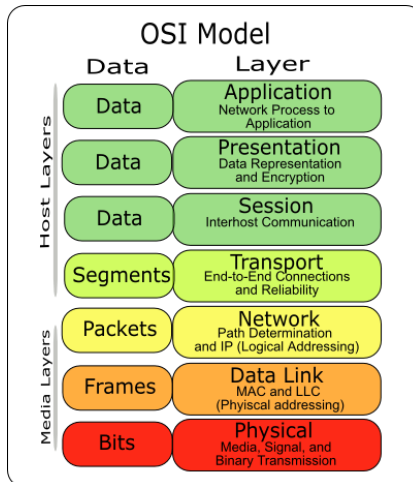 OSI Model
Data Layer
Host Layers
Data
Application
Network Process to
Application
Data
Presentation
Data Representation
and Encryption
Data
Session
Interhost Communication
Segments
Transport
End-to-End Connections
and Reliability
Media Layers
Packets
Network
Path Determination
and IP (Logical Addressing)
Frames
Data Link
MAC and LLC
(Phyiscal addressing)
Bits
Physical
Media, Signal, and
Binary Transmission